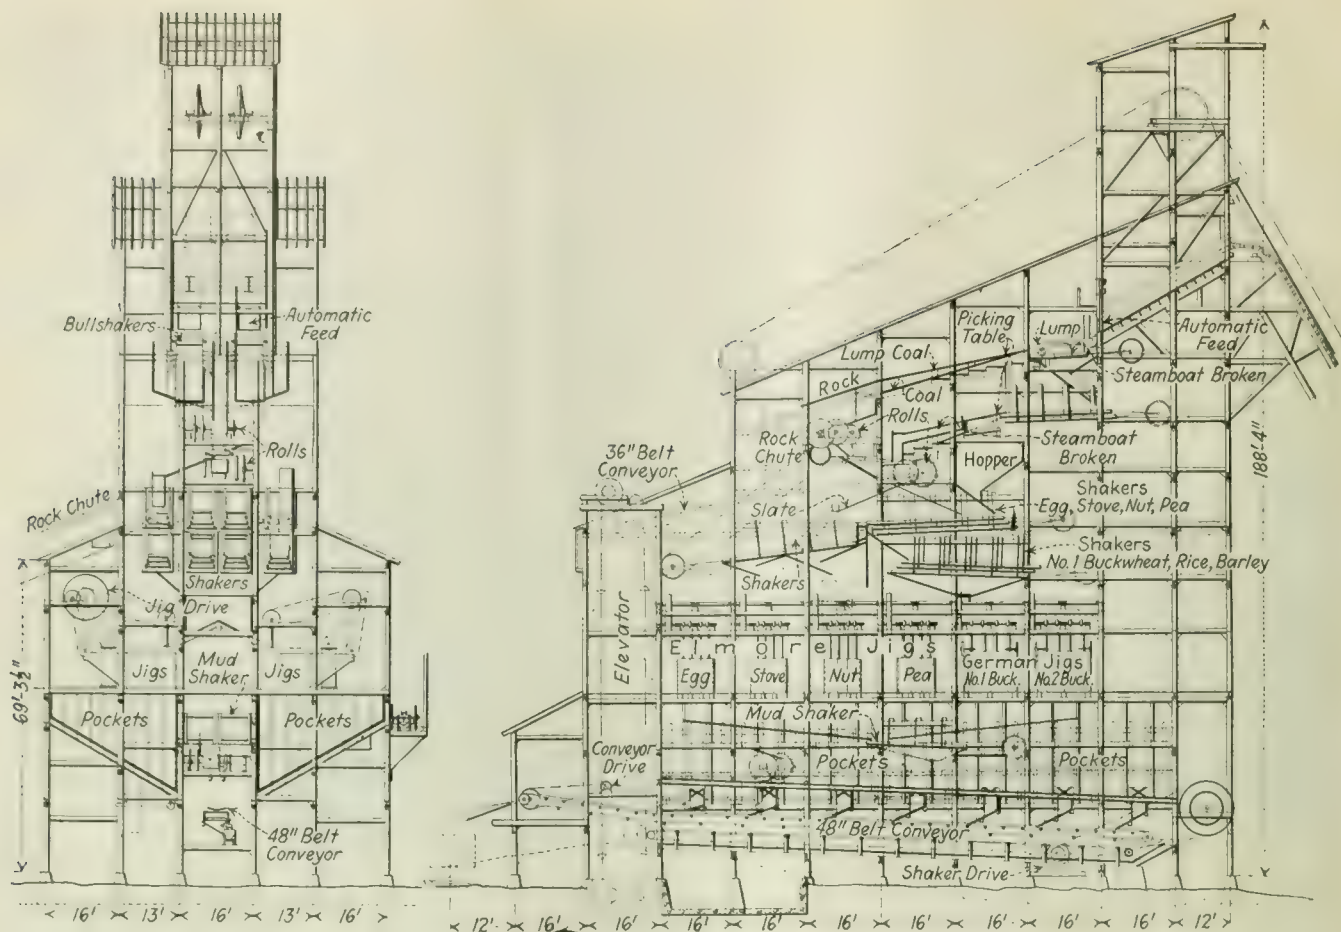 Bullshakers
Automatic
Feed
Rolls
Rock Chute
Shakers
Jig Drive
Jigs
Mud
Shaker
Jigs
Pockets
Pockets
69'-3½"
48" Belt
Conveyor
16' 13' 16' 13' 16'
Picking
Table
Lump
Automatic
Feed
Lump Coal
Steamboat Broken
Rock
Coal
Rolls
Rock
Chute
Steamboat
Broken
36" Belt
Conveyor
Hopper
188'-4"
Slate
Shakers
Egg, Stove, Nut, Pea
Shakers
No. 1 Buckwheat, Rice, Barley
Shakers
Elevator
Elmore Jigs
German Jigs
Egg
Stove
Nut
Pea
No.1 Buck.
No.2 Buck.
Mud Shaker
Conveyor
Drive
Pockets
Pockets
48" Belt Conveyor
Shaker Drive
12' 16' 16' 16' 16' 16' 16' 16' 16' 16' 12'